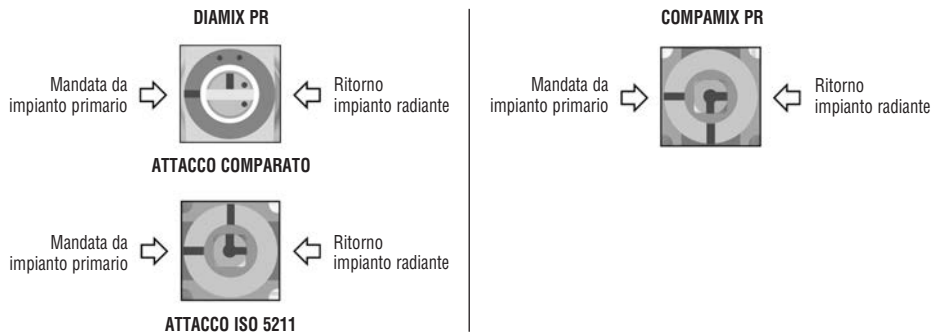 DIAMIX PR
Mandata da
impianto primario
Ritorno
impianto radiante
ATTACCO COMPARATO
Mandata da
impianto primario
Ritorno
impianto radiante
ATTACCO ISO 5211
COMPAMIX PR
Mandata da
impianto primario
Ritorno
impianto radiante